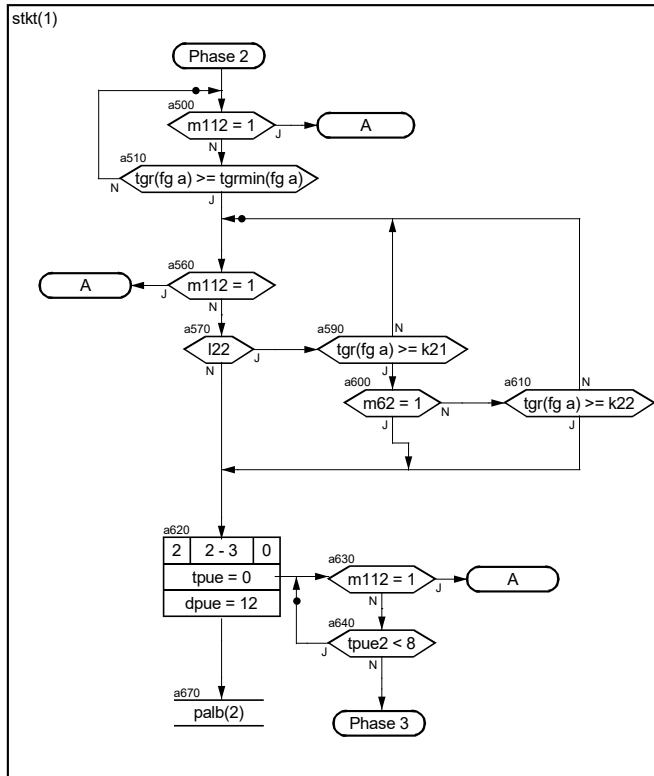 stkt(1)
Phase 2
a500
m112 = 1
J
A
N
a510
tgr(fg a) >= tgrmin(fg a)
N
J
a560
A
m112 = 1
J
N
a570
l22
J
N
a590
tgr(fg a) >= k21
N
J
a600
m62 = 1
N
J
a610
tgr(fg a) >= k22
N
J
a620
2 2 - 3 0
tpue = 0
dpue = 12
a630
m112 = 1
J
A
N
a640
tpue2 < 8
J
N
a670
palb(2)
Phase 3